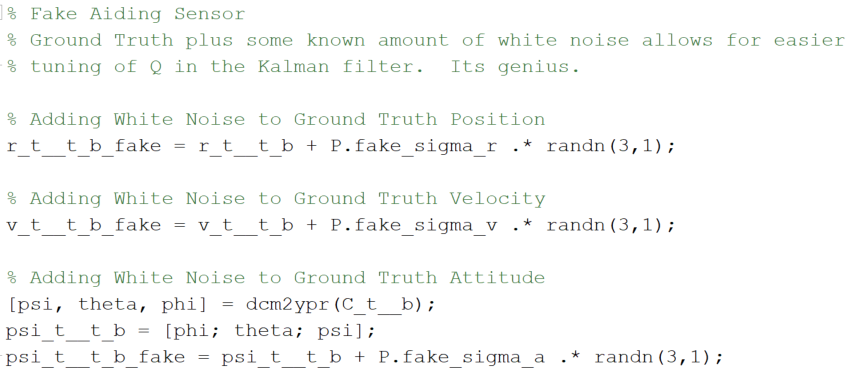 % Fake Aiding Sensor
% Ground Truth plus some known amount of white noise allows for easier
% tuning of Q in the Kalman filter.  Its genius.
% Adding White Noise to Ground Truth Position
r_t__t_b_fake = r_t__t_b + P.fake_sigma_r .* randn(3,1);
% Adding White Noise to Ground Truth Velocity
v_t__t_b_fake = v_t__t_b + P.fake_sigma_v .* randn(3,1);
% Adding White Noise to Ground Truth Attitude
[psi, theta, phi] = dcm2ypr(C_t__b);
psi_t__t_b = [phi; theta; psi];
psi_t__t_b_fake = psi_t__t_b + P.fake_sigma_a .* randn(3,1);